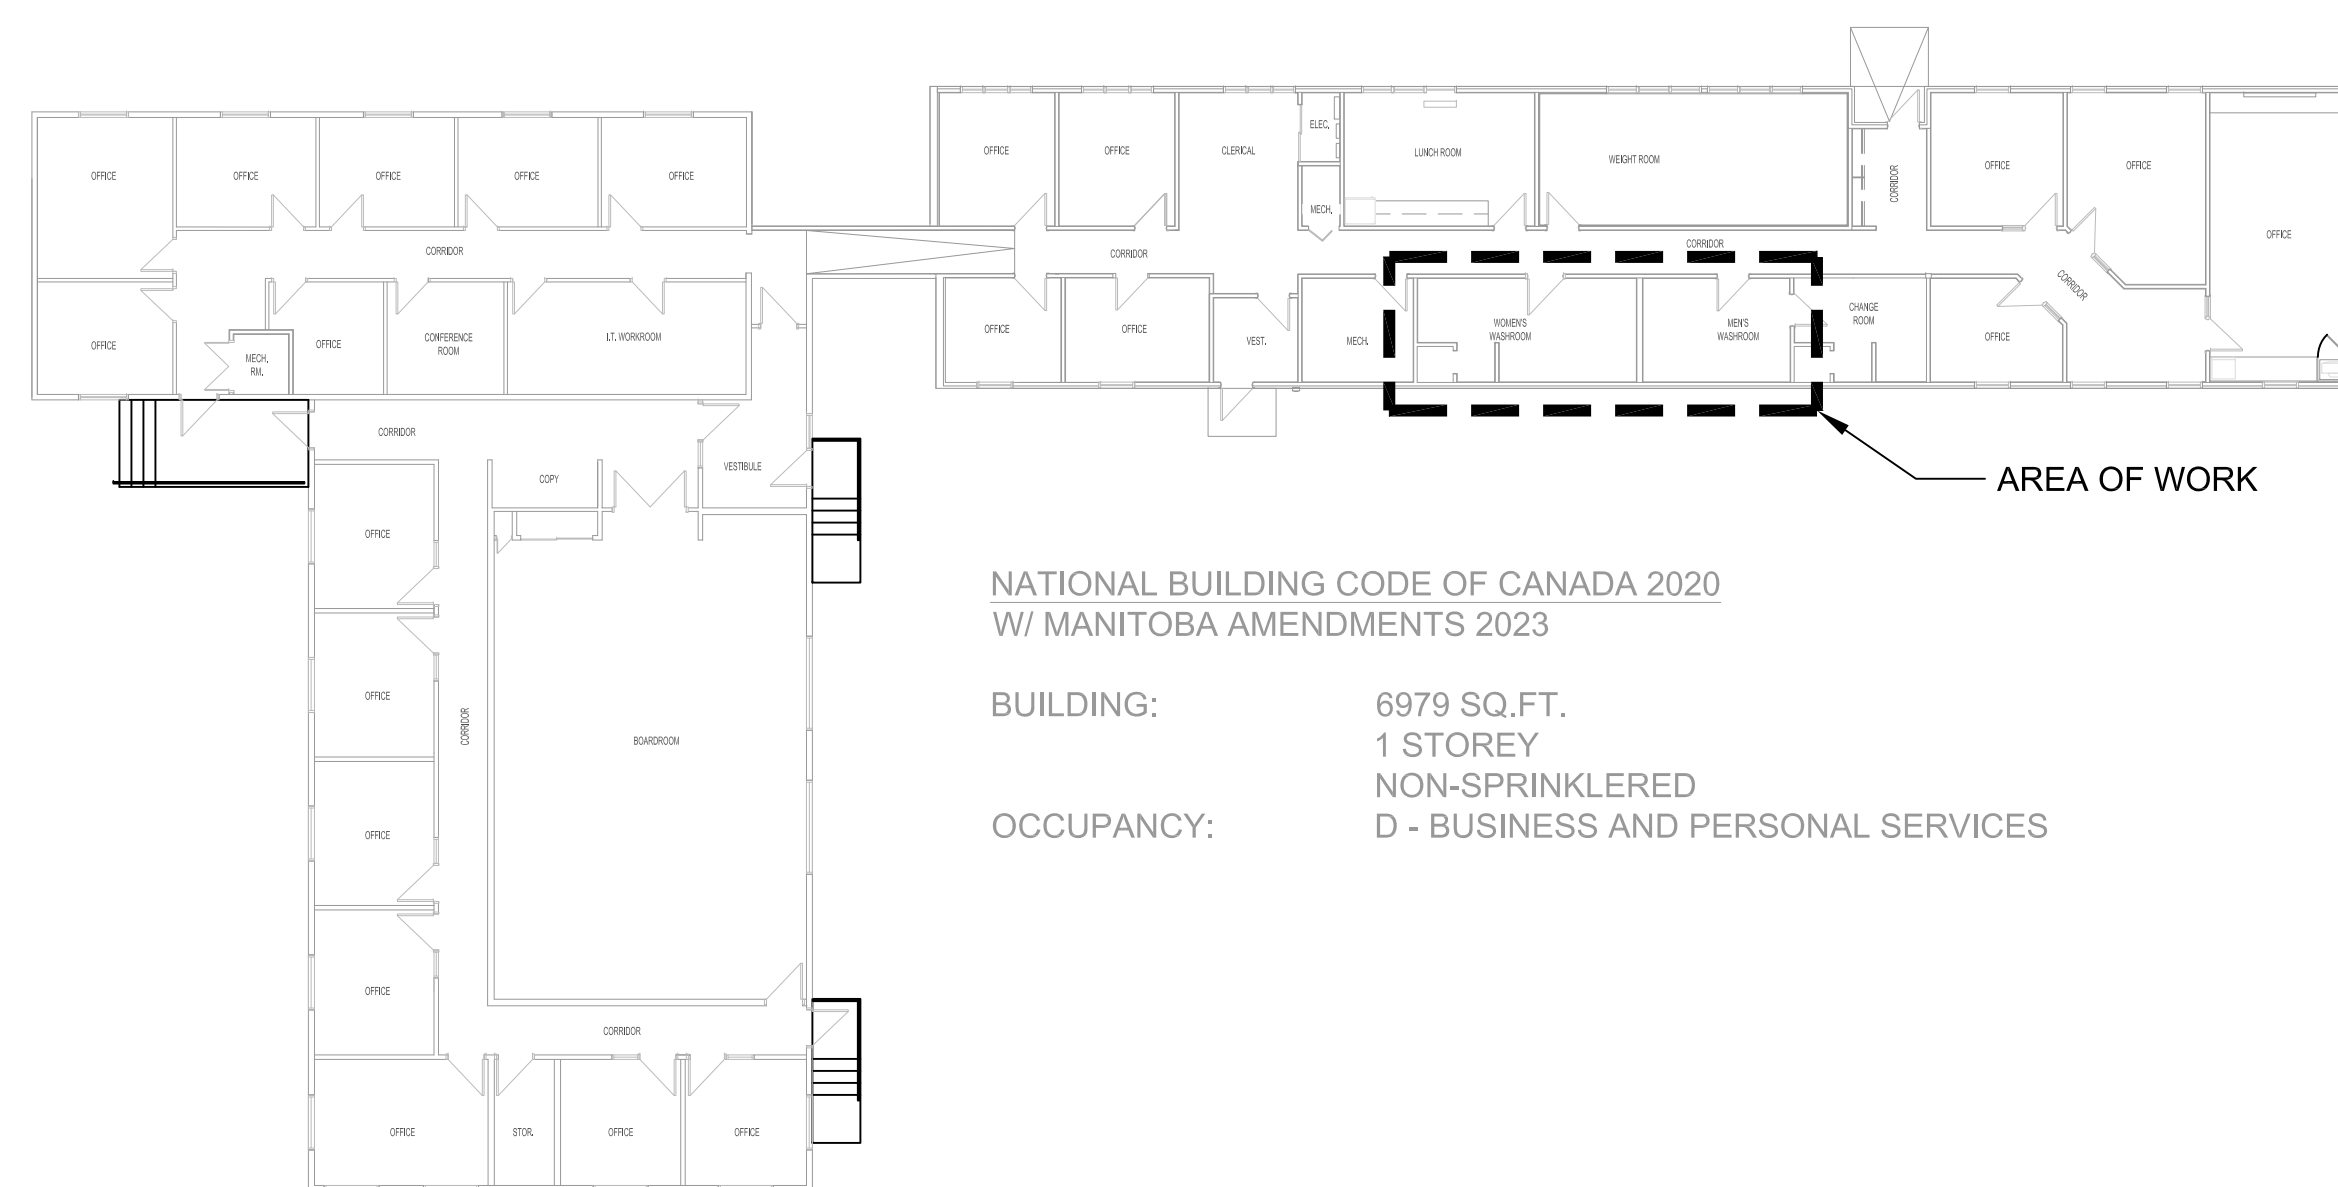 OFFICE
OFFICE
OFFICE
OFFICE
OFFICE
CORRIDOR
OFFICE
MECH.
RM.
OFFICE
CONFERENCE
ROOM
I.T. WORKROOM
OFFICE
OFFICE
CLERICAL
ELEC.
MECH.
LUNCH ROOM
WEIGHT ROOM
CORRIDOR
OFFICE
OFFICE
OFFICE
CORRIDOR
CORRIDOR
CORRIDOR
OFFICE
OFFICE
VEST.
MECH.
WOMEN'S
WASHROOM
MEN'S
WASHROOM
CHANGE
ROOM
OFFICE
AREA OF WORK
CORRIDOR
COPY
VESTIBULE
OFFICE
OFFICE
OFFICE
OFFICE
CORRIDOR
BOARDROOM
CORRIDOR
OFFICE
STOR.
OFFICE
OFFICE
NATIONAL BUILDING CODE OF CANADA 2020
W/ MANITOBA AMENDMENTS 2023
BUILDING: 6979 SQ.FT.
1 STOREY
NON-SPRINKLERED
OCCUPANCY: D - BUSINESS AND PERSONAL SERVICES